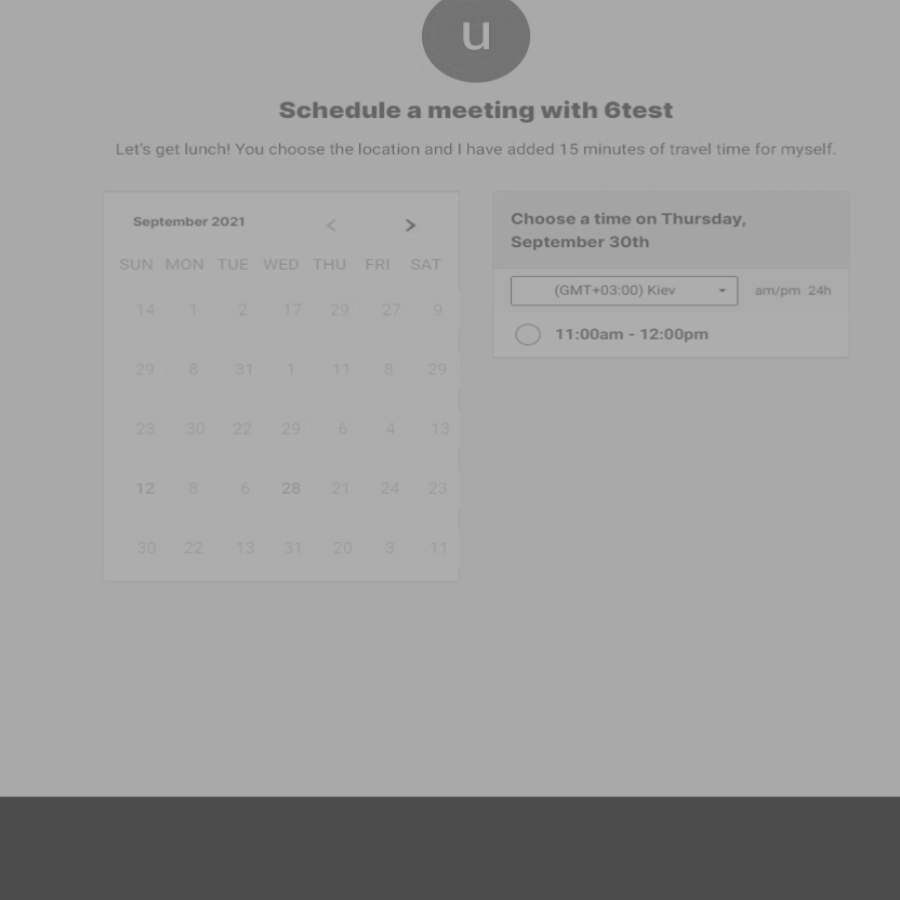 u
Schedule a meeting with 6test
Let's get lunch! You choose the location and I have added 15 minutes of travel time for myself.
September 2021 < >
SUN MON TUE WED THU FRI SAT
14 1 2 17 29 27 9
29 8 31 1 11 8 29
23 30 22 29 6 4 13
12 8 6 28 21 24 23
30 22 13 31 20 3 11
Choose a time on Thursday,
September 30th
(GMT+03:00) Kiev am/pm 24h
11:00am - 12:00pm